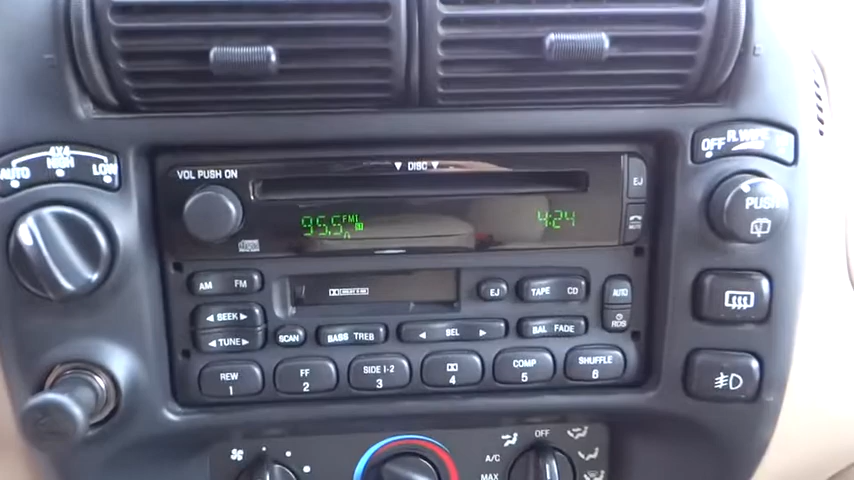 4X4
AUTO HIGH LOW
VOL PUSH ON
DISC
EJ
OFF R.WIPE
PUSH
95.5 FM1
4:24
MUTE
AM FM
EJ
TAPE CD
AUTO
SEEK
TUNE
SCAN
BASS TREB
SEL
BAL FADE
RDS
REW
1
FF
2
SIDE 1-2
3
4
COMP
5
SHUFFLE
6
A/C
MAX
OFF